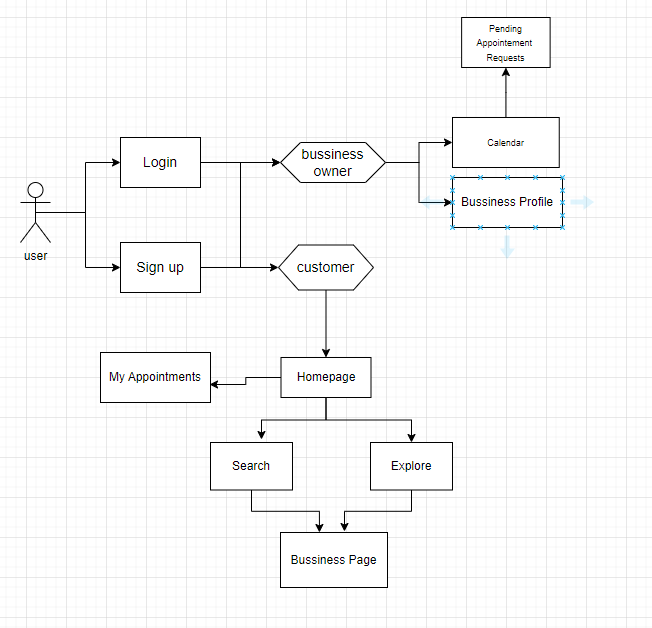 Pending
Appointement
Requests
Calendar
Login
bussiness
owner
Bussiness Profile
user
Sign up
customer
My Appointments
Homepage
Search
Explore
Bussiness Page